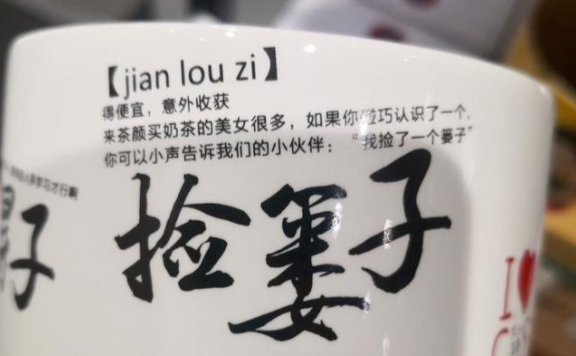 【jian lou zi】
得便宜，意外收获
来茶颜买奶茶的美女很多，如果你碰巧认识了一个，
你可以小声告诉我们的小伙伴：“我捡了一个篓子”
捡篓子
子
I